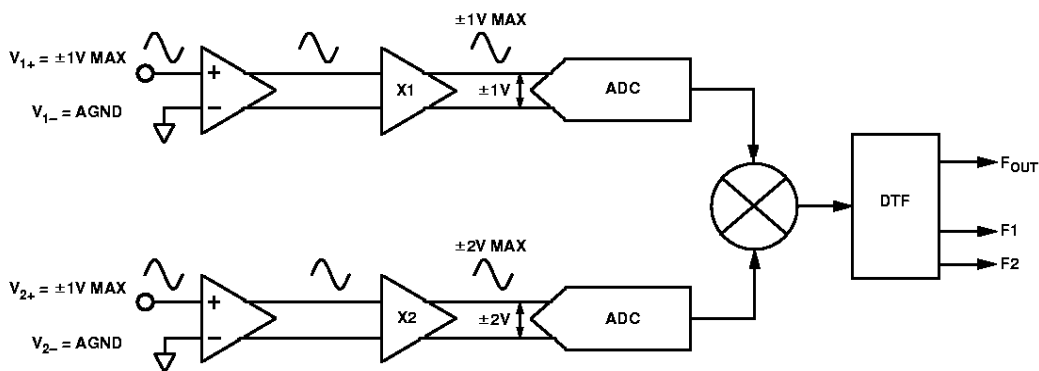 ±1V MAX
V1+ = ±1V MAX
+
X1
±1V
ADC
V1– = AGND
–
FOUT
DTF
F1
F2
±2V MAX
V2+ = ±1V MAX
+
X2
±2V
ADC
V2– = AGND
–